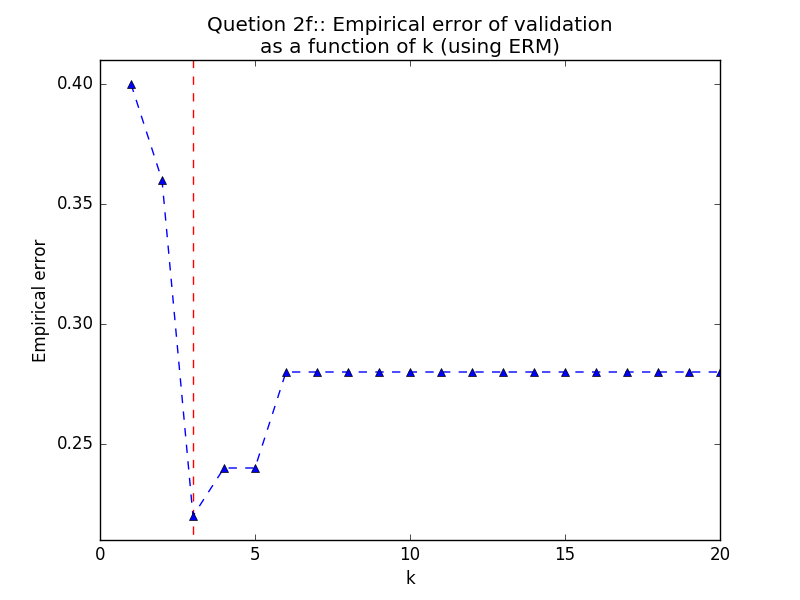 Quetion 2f:: Empirical error of validation
as a function of k (using ERM)
0.40
0.35
0.30
0.25
Empirical error
0
5
10
15
20
k